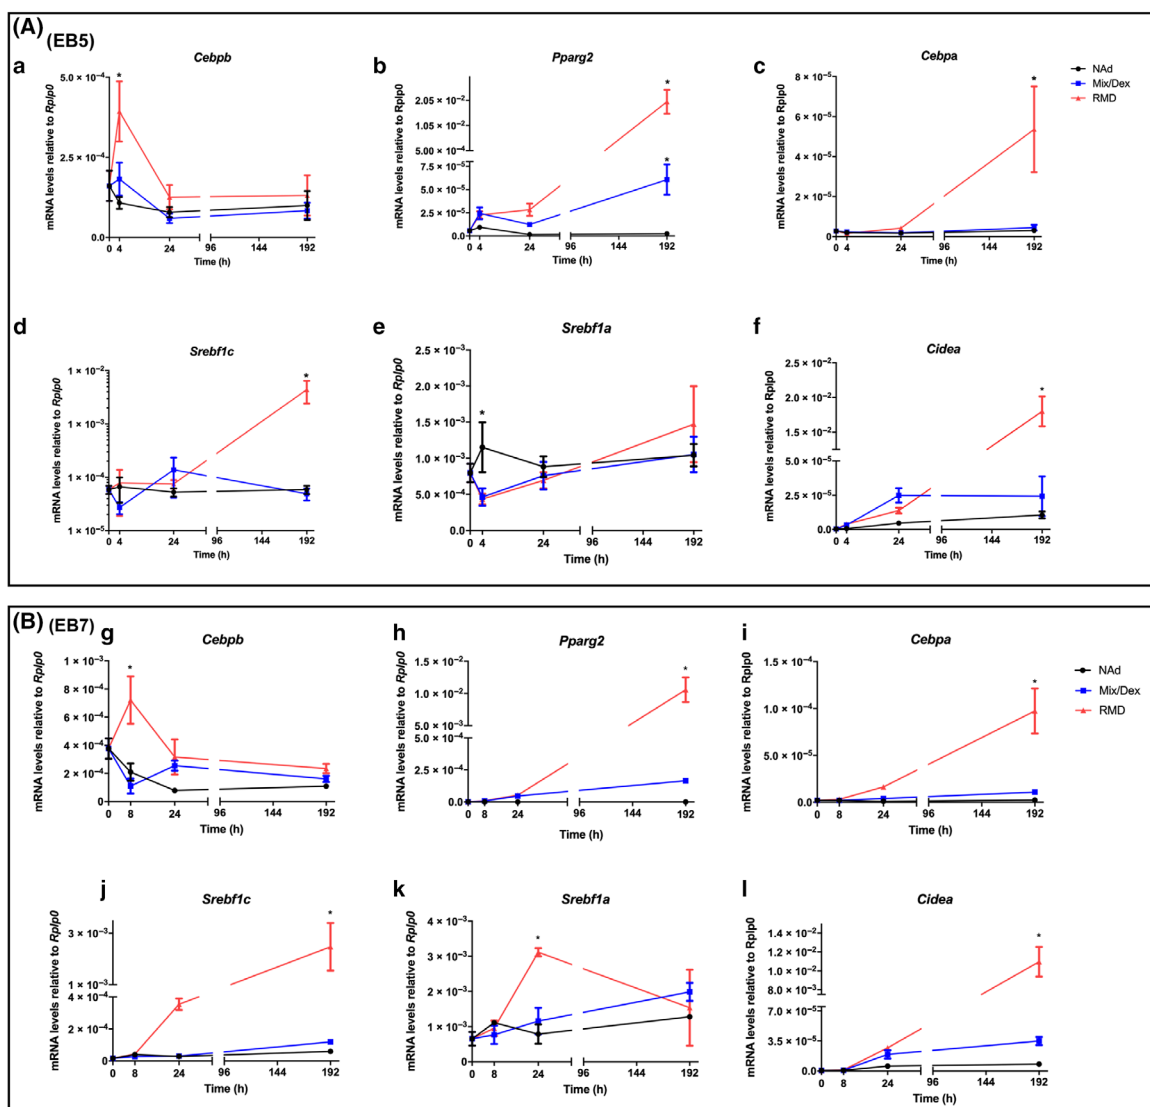 (A) (EB5)
a
Cebpb
mRNA levels relative to Rplp0
5.0 × 10⁻⁴
2.5 × 10⁻⁴
0.0
*
0 4 24 96 144 192
Time (h)
b
Pparg2
mRNA levels relative to Rplp0
2.05 × 10⁻²
1.05 × 10⁻²
5.00 × 10⁻⁴
7.5 × 10⁻⁵
5.0 × 10⁻⁵
2.5 × 10⁻⁵
0.0
*
*
0 4 24 96 144 192
Time (h)
c
Cebpa
mRNA levels relative to Rplp0
8 × 10⁻⁵
6 × 10⁻⁵
4 × 10⁻⁵
2 × 10⁻⁵
0.0
*
0 4 24 96 144 192
Time (h)
NAd
Mix/Dex
RMD
d
Srebf1c
mRNA levels relative to Rplp0
1 × 10⁻²
1 × 10⁻³
1 × 10⁻⁴
1 × 10⁻⁵
*
0 4 24 96 144 192
Time (h)
e
Srebf1a
mRNA levels relative to Rplp0
2.5 × 10⁻³
2.0 × 10⁻³
1.5 × 10⁻³
1.0 × 10⁻³
5.0 × 10⁻⁴
0.0
*
0 4 24 96 144 192
Time (h)
f
Cidea
mRNA levels relative to Rplp0
2.5 × 10⁻²
2.0 × 10⁻²
1.5 × 10⁻²
5.0 × 10⁻⁵
2.5 × 10⁻⁵
0.0
*
0 4 24 96 144 192
Time (h)
(B) (EB7)
g
Cebpb
mRNA levels relative to Rplp0
1 × 10⁻³
8 × 10⁻⁴
6 × 10⁻⁴
4 × 10⁻⁴
2 × 10⁻⁴
0
*
0 8 24 96 144 192
Time (h)
h
Pparg2
mRNA levels relative to Rplp0
1.5 × 10⁻²
1.0 × 10⁻²
5.0 × 10⁻³
5.0 × 10⁻⁴
2.5 × 10⁻⁴
0.0
*
0 8 24 96 144 192
Time (h)
i
Cebpa
mRNA levels relative to Rplp0
1.5 × 10⁻⁴
1.0 × 10⁻⁴
5.0 × 10⁻⁵
0.0
*
0 8 24 96 144 192
Time (h)
NAd
Mix/Dex
RMD
j
Srebf1c
mRNA levels relative to Rplp0
3 × 10⁻³
1 × 10⁻³
4 × 10⁻⁴
2 × 10⁻⁴
0
*
0 8 24 96 144 192
Time (h)
k
Srebf1a
mRNA levels relative to Rplp0
4 × 10⁻³
3 × 10⁻³
2 × 10⁻³
1 × 10⁻³
0
*
0 8 24 96 144 192
Time (h)
l
Cidea
mRNA levels relative to Rplp0
1.4 × 10⁻²
1.2 × 10⁻²
1.0 × 10⁻²
8.0 × 10⁻³
7.0 × 10⁻⁵
3.5 × 10⁻⁵
0.0
*
0 8 24 96 144 192
Time (h)